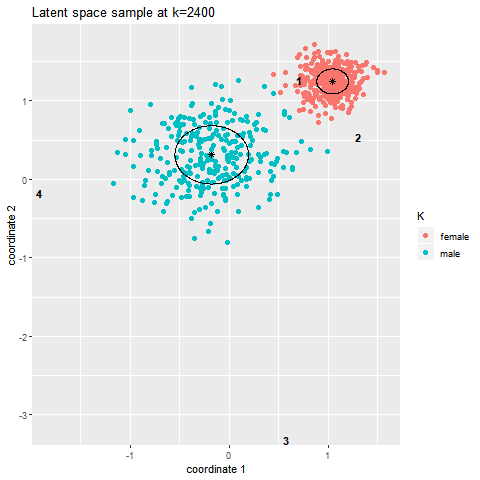 Latent space sample at k=2400
1
2
3
4
1
0
-1
-2
-3
-1
0
1
coordinate 1
coordinate 2
K
female
male